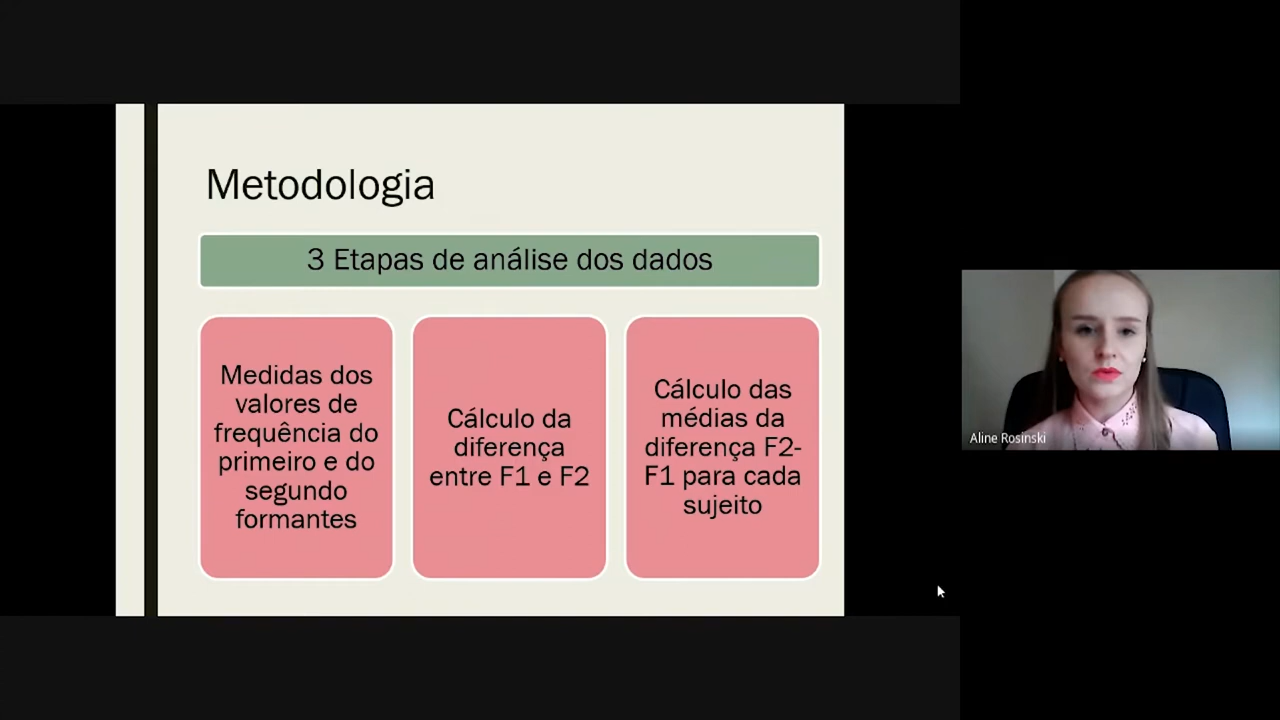 Metodologia
3 Etapas de análise dos dados
Medidas dos
valores de
frequência do
primeiro e do
segundo
formantes
Cálculo da
diferença
entre F1 e F2
Cálculo das
médias da
diferença F2-
F1 para cada
sujeito
Aline Rosinski